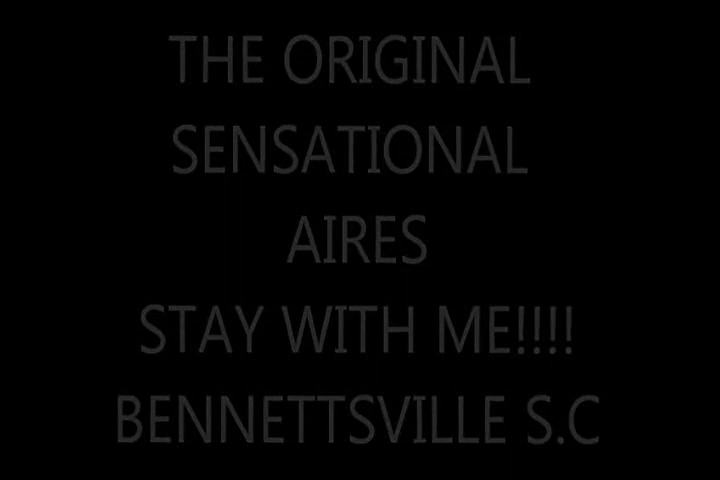 THE ORIGINAL
SENSATIONAL
AIRES
STAY WITH ME!!!!
BENNETTSVILLE S.C